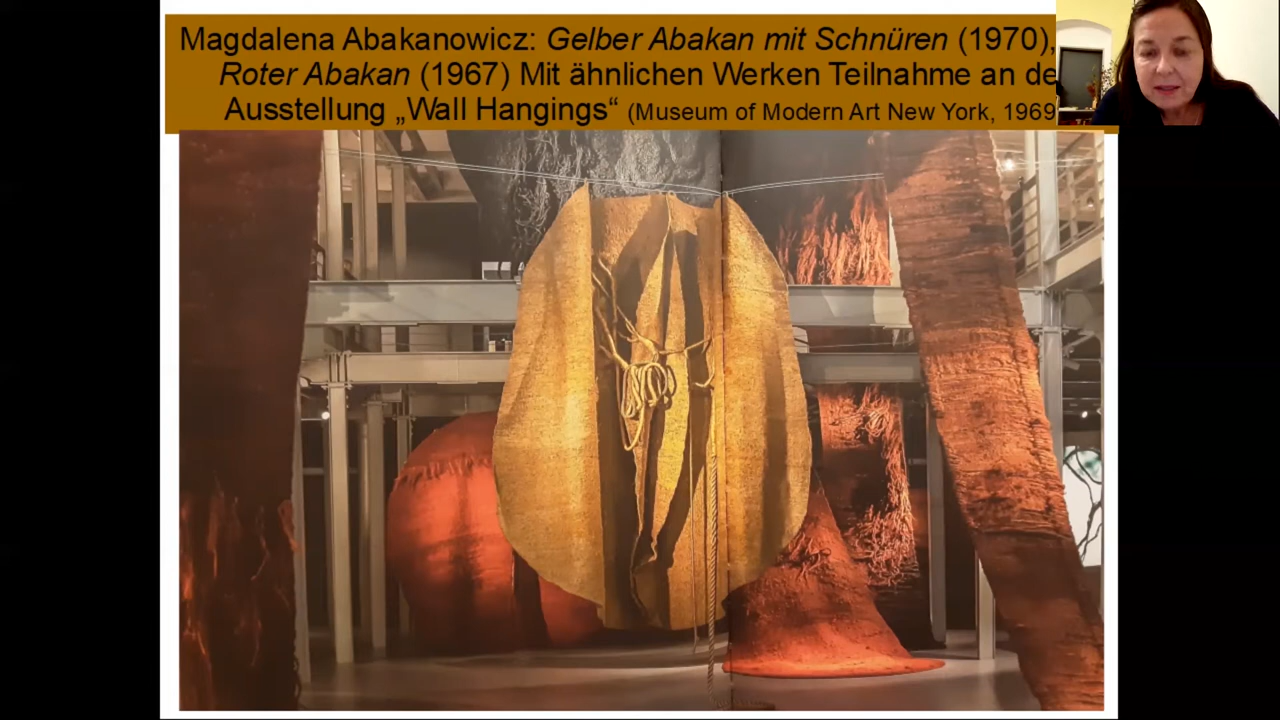 Magdalena Abakanowicz: Gelber Abakan mit Schnüren (1970),
Roter Abakan (1967) Mit ähnlichen Werken Teilnahme an de
Ausstellung „Wall Hangings“ (Museum of Modern Art New York, 1969